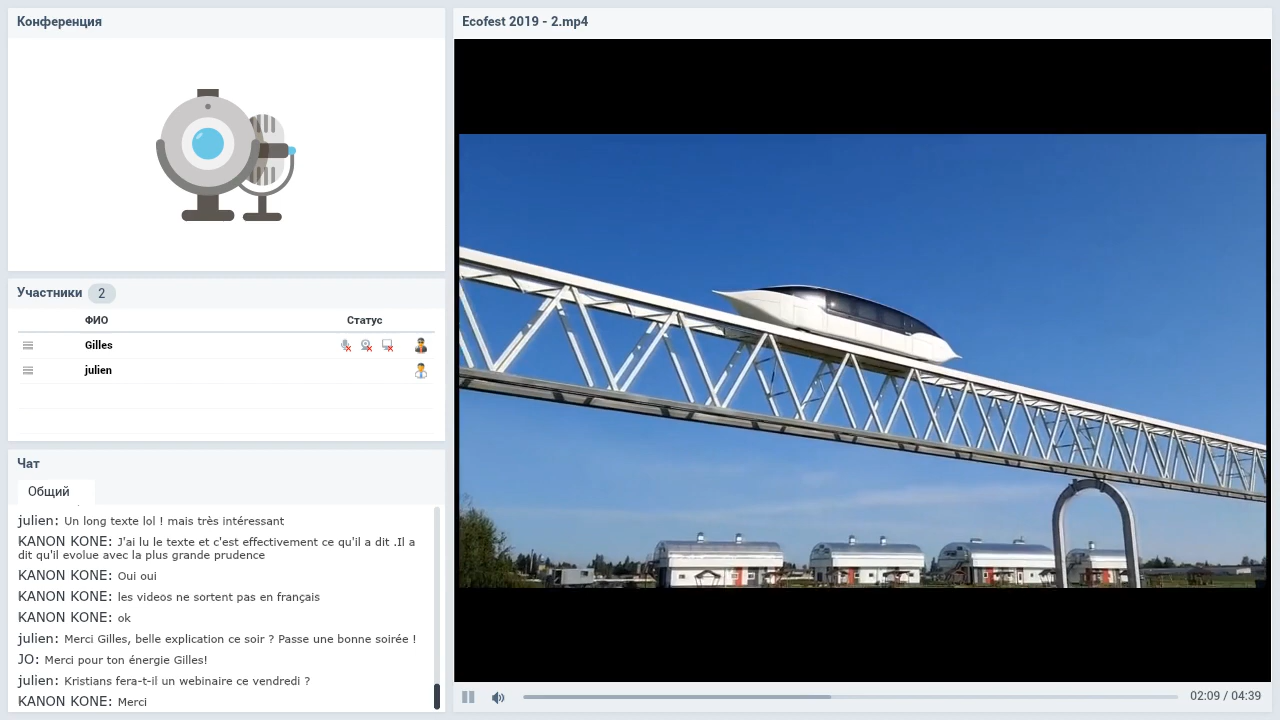 Конференция
Ecofest 2019 - 2.mp4
Участники 2
ФИО Статус
Gilles
julien
Чат
Общий
julien: Un long texte lol ! mais très intéressant
KANON KONE: J'ai lu le texte et c'est effectivement ce qu'il a dit .Il a
dit qu'il evolue avec la plus grande prudence
KANON KONE: Oui oui
KANON KONE: les videos ne sortent pas en français
KANON KONE: ok
julien: Merci Gilles, belle explication ce soir ? Passe une bonne soirée !
JO: Merci pour ton énergie Gilles!
julien: Kristians fera-t-il un webinaire ce vendredi ?
KANON KONE: Merci
02:09 / 04:39